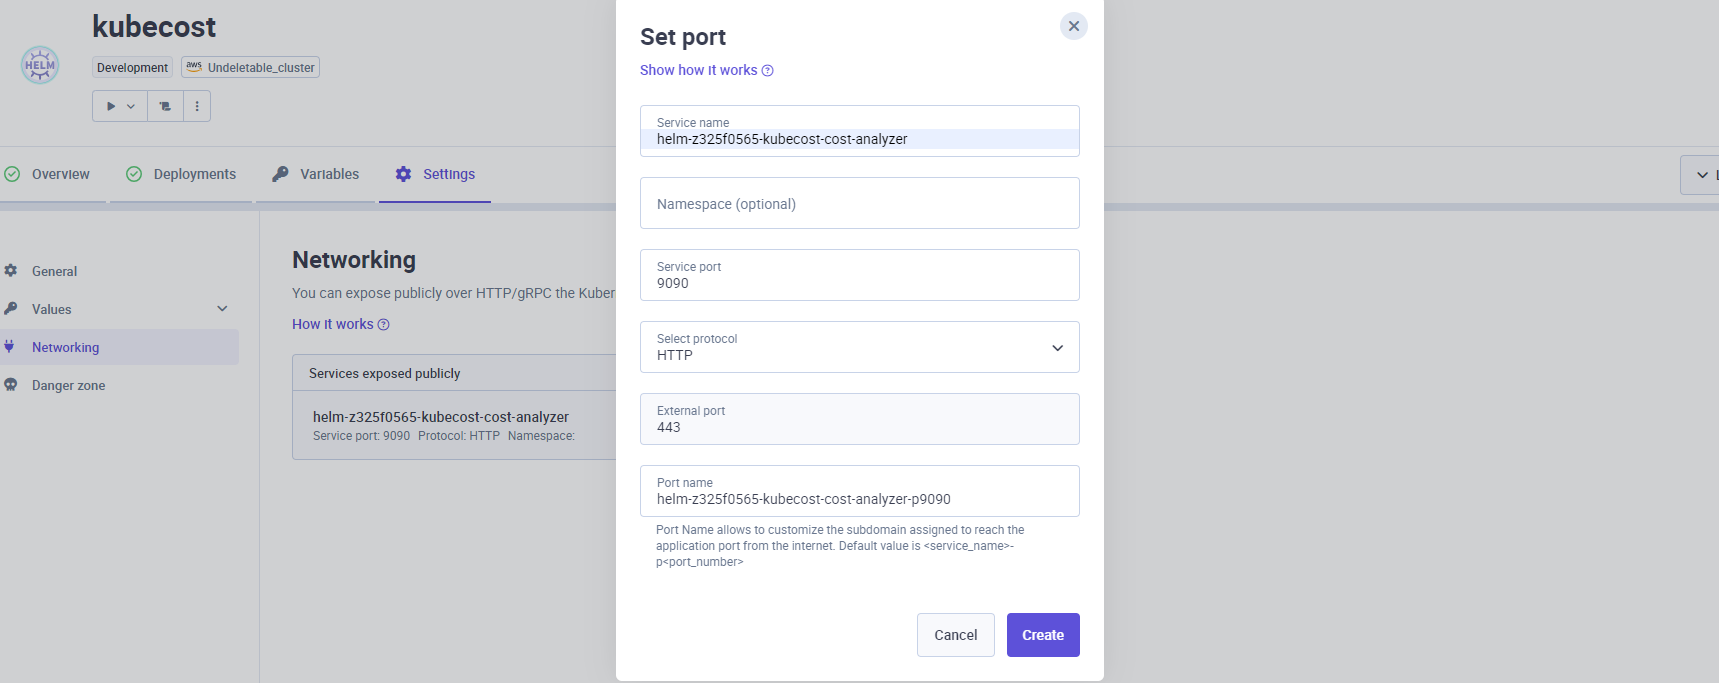 kubecost
HELM
Development
aws
Undeletable_cluster
Overview
Deployments
Variables
Settings
General
Values
Networking
Danger zone
Networking
You can expose publicly over HTTP/gRPC the Kuber
How it works
Services exposed publicly
helm-z325f0565-kubecost-cost-analyzer
Service port: 9090 Protocol: HTTP Namespace:
Set port
Show how it works
Service name
helm-z325f0565-kubecost-cost-analyzer
Namespace (optional)
Service port
9090
Select protocol
HTTP
External port
443
Port name
helm-z325f0565-kubecost-cost-analyzer-p9090
Port Name allows to customize the subdomain assigned to reach the
application port from the internet. Default value is <service_name>-
p<port_number>
Cancel
Create